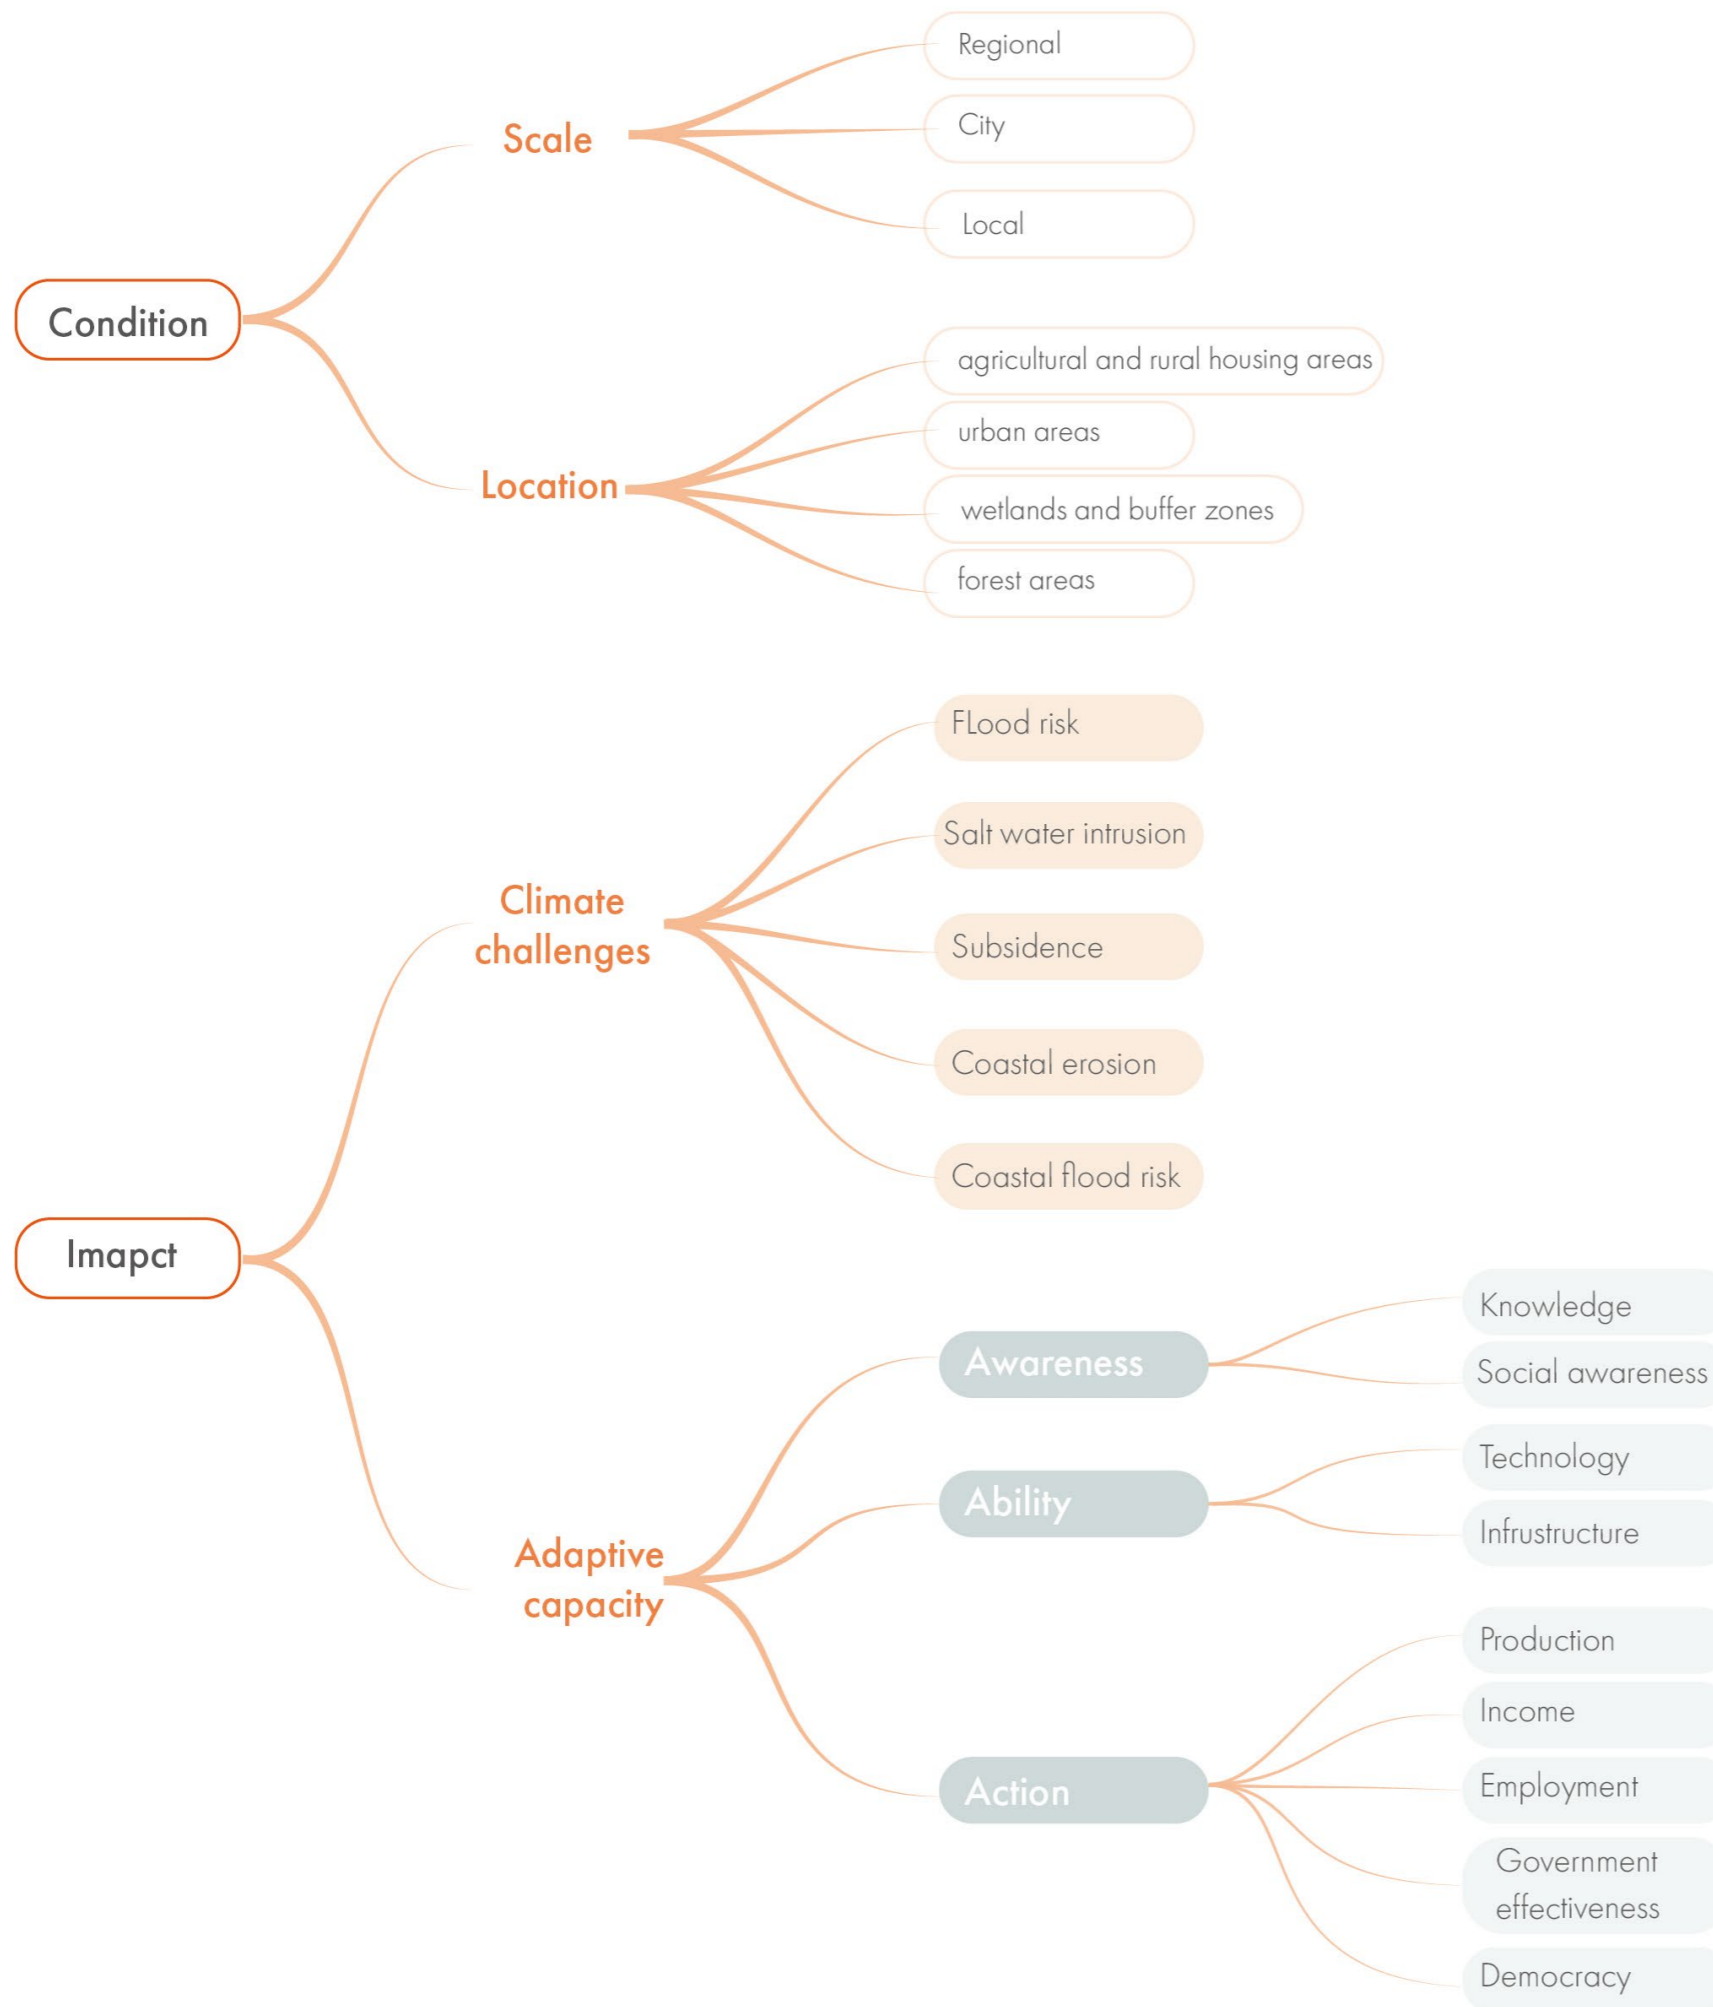 Condition
Scale
Regional
City
Local
Location
agricultural and rural housing areas
urban areas
wetlands and buffer zones
forest areas
Imapct
Climate
challenges
FLood risk
Salt water intrusion
Subsidence
Coastal erosion
Coastal flood risk
Adaptive
capacity
Awareness
Knowledge
Social awareness
Ability
Technology
Infrustructure
Action
Production
Income
Employment
Government
effectiveness
Democracy